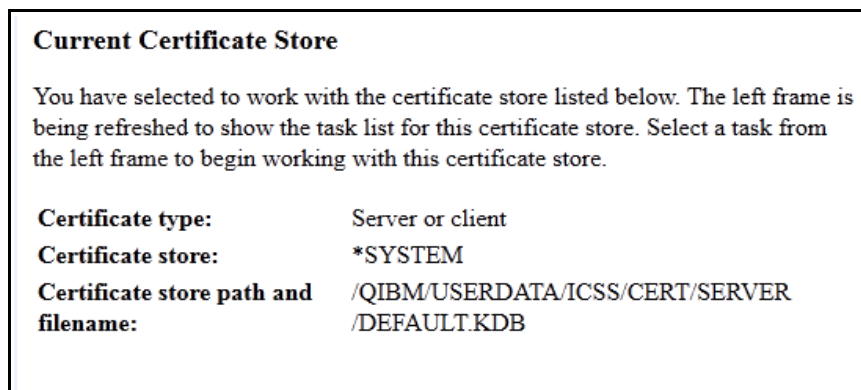 Current Certificate Store
You have selected to work with the certificate store listed below. The left frame is
being refreshed to show the task list for this certificate store. Select a task from
the left frame to begin working with this certificate store.
Certificate type: Server or client
Certificate store: *SYSTEM
Certificate store path and /QIBM/USERDATA/ICSS/CERT/SERVER
filename: /DEFAULT.KDB